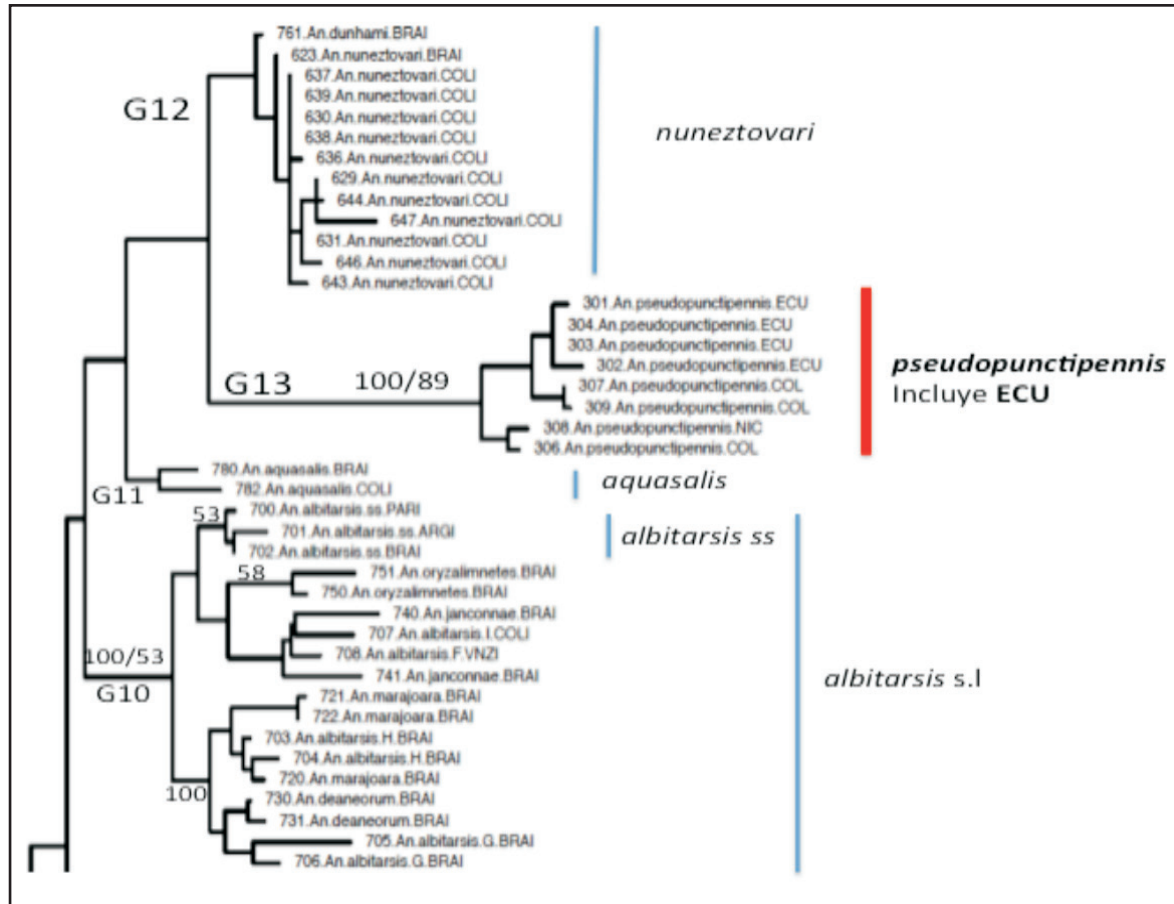 761.An.dunhami.BRAI
623.An.nuneztovari.BRAI
637.An.nuneztovari.COLI
639.An.nuneztovari.COLI
G12
630.An.nuneztovari.COLI
638.An.nuneztovari.COLI
nuneztovari
636.An.nuneztovari.COLI
629.An.nuneztovari.COLI
644.An.nuneztovari.COLI
647.An.nuneztovari.COLI
631.An.nuneztovari.COLI
646.An.nuneztovari.COLI
643.An.nuneztovari.COLI
301.An.pseudopunctipennis.ECU
304.An.pseudopunctipennis.ECU
303.An.pseudopunctipennis.ECU
302.An.pseudopunctipennis.ECU
pseudopunctipennis
G13
100/89
307.An.pseudopunctipennis.COL
Incluye ECU
309.An.pseudopunctipennis.COL
308.An.pseudopunctipennis.NIC
306.An.pseudopunctipennis.COL
780.An.aquasalis.BRAI
aquasalis
G11
782.An.aquasalis.COLI
53
700.An.albitarsis.ss.PARI
701.An.albitarsis.ss.ARGI
albitarsis ss
702.An.albitarsis.ss.BRAI
58
751.An.oryzalimnetes.BRAI
750.An.oryzalimnetes.BRAI
740.An.janconnae.BRAI
707.An.albitarsis.I.COLI
100/53
708.An.albitarsis.F.VNZI
741.An.janconnae.BRAI
albitarsis s.l
G10
721.An.marajoara.BRAI
722.An.marajoara.BRAI
703.An.albitarsis.H.BRAI
704.An.albitarsis.H.BRAI
720.An.marajoara.BRAI
100
730.An.deaneorum.BRAI
731.An.deaneorum.BRAI
705.An.albitarsis.G.BRAI
706.An.albitarsis.G.BRAI